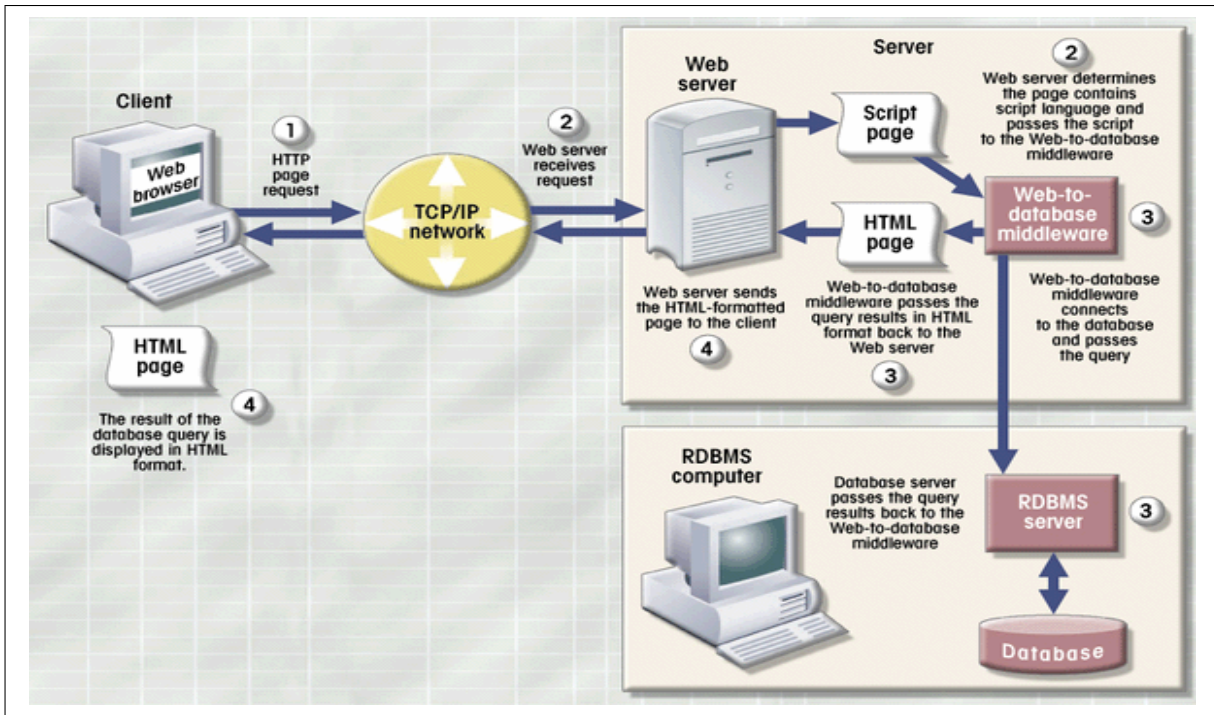 Client
Web
browser
1
HTTP
page
request
TCP/IP
network
2
Web server
receives
request
Server
Web
server
Script
page
2
Web server determines
the page contains
script language and
passes the script
to the Web-to-database
middleware
Web-to-
database
middleware
3
HTML
page
Web server sends
the HTML-formatted
page to the client
4
Web-to-database
middleware passes the
query results in HTML
format back to the
Web server
3
Web-to-database
middleware
connects
to the database
and passes
the query
HTML
page
4
The result of the
database query is
displayed in HTML
format.
RDBMS
computer
Database server
passes the query
results back to the
Web-to-database
middleware
RDBMS
server
3
Database